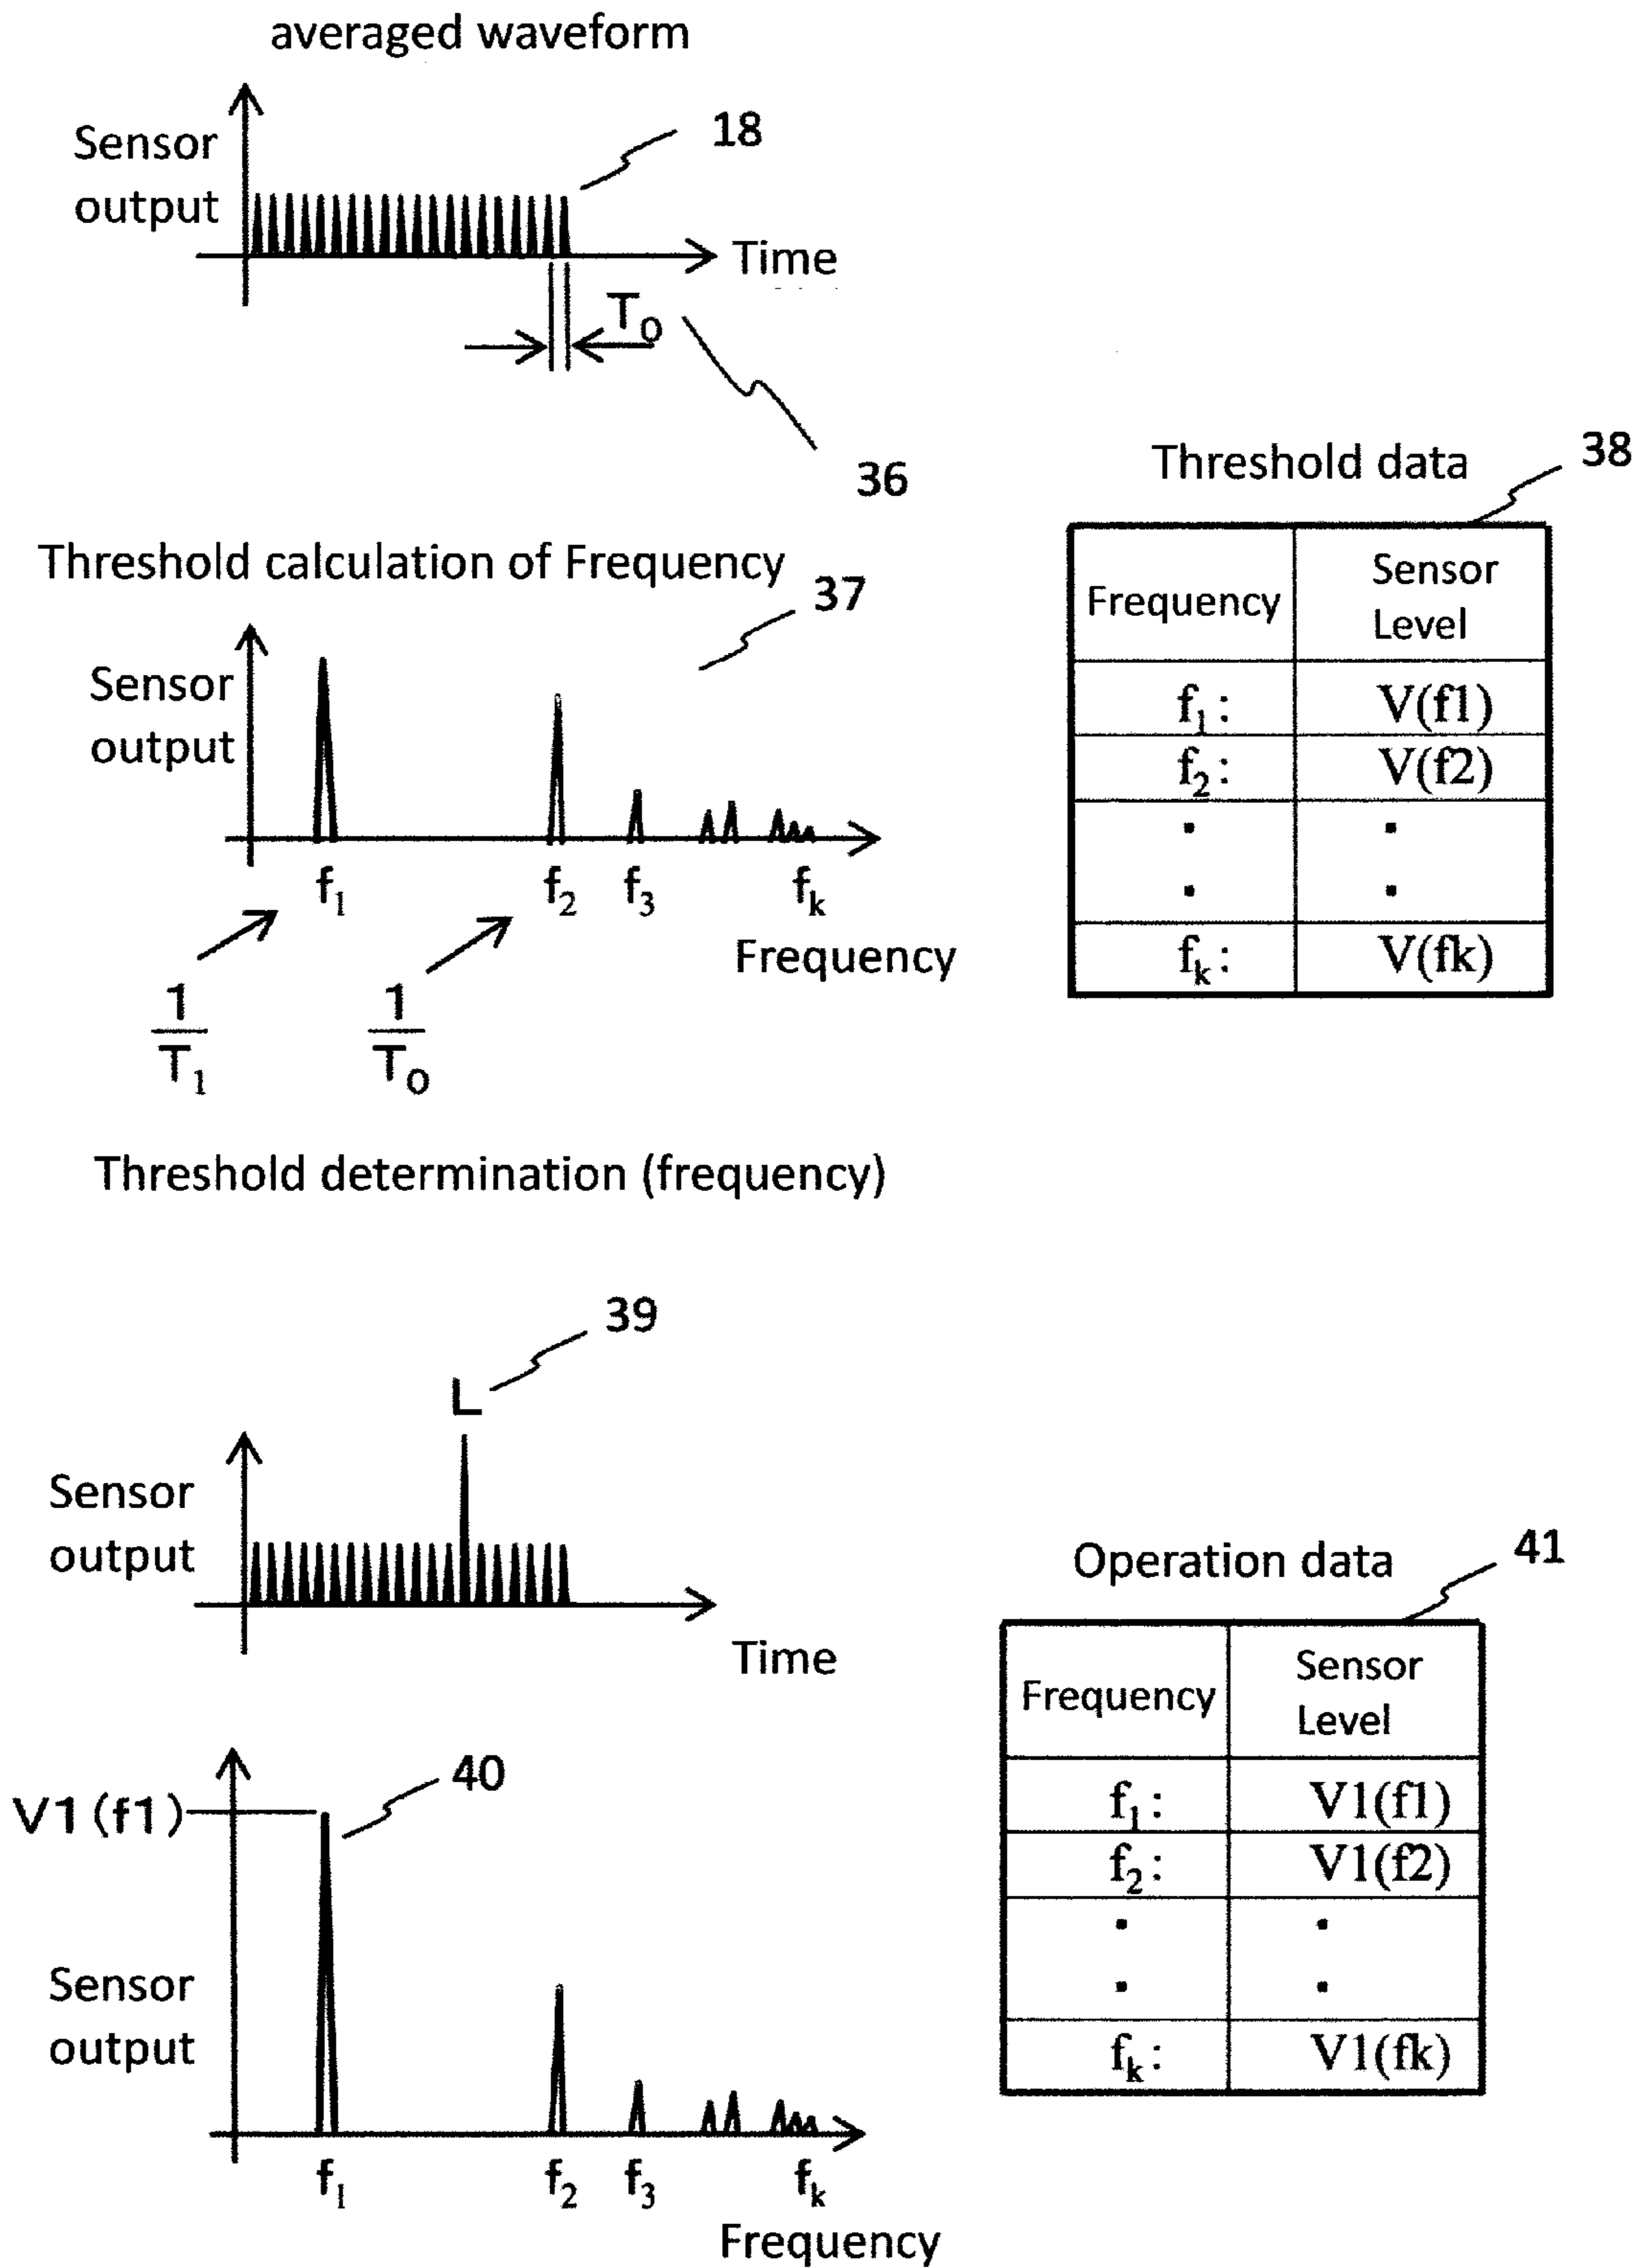 averaged waveform
18
Sensor
output
Time
T₀
36
Threshold data
38
Frequency
Sensor
Level
f₁: V(f1)
f₂: V(f2)
. .
. .
fₖ: V(fk)
Threshold calculation of Frequency
37
Sensor
output
f₁ f₂ f₃ fₖ
Frequency
1
T₁
1
T₀
Threshold determination (frequency)
39
L
Sensor
output
Time
Operation data
41
Frequency
Sensor
Level
f₁: V1(f1)
f₂: V1(f2)
. .
. .
fₖ: V1(fk)
40
V1(f1)
Sensor
output
f₁ f₂ f₃ fₖ
Frequency